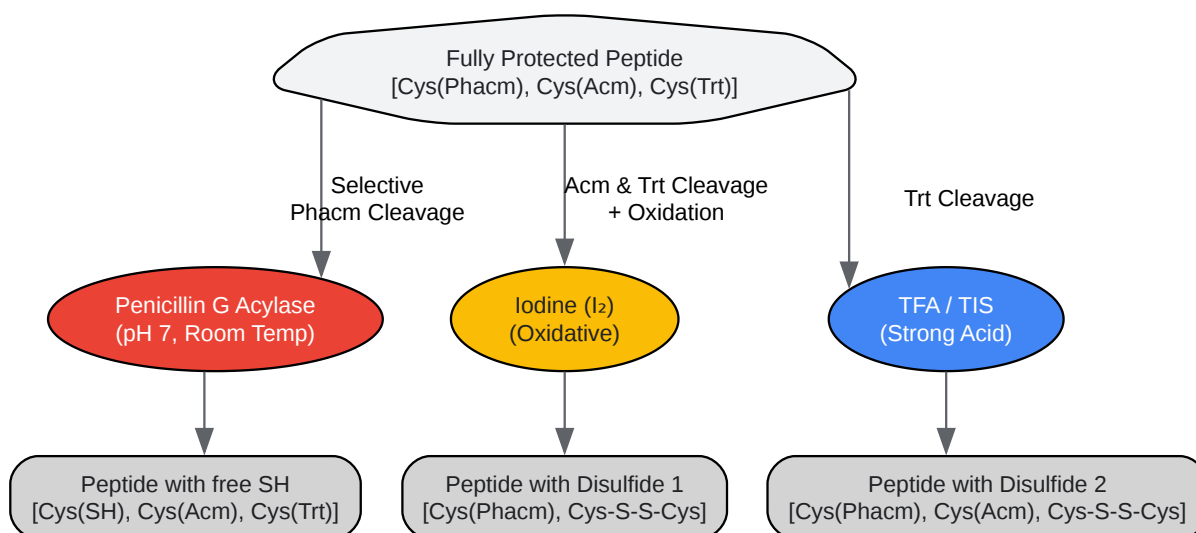 Fully Protected Peptide
[Cys(Phacm), Cys(Acm), Cys(Trt)]
Selective
Phacm Cleavage
Acm & Trt Cleavage
+ Oxidation
Trt Cleavage
Penicillin G Acylase
(pH 7, Room Temp)
Iodine (I₂)
(Oxidative)
TFA / TIS
(Strong Acid)
Peptide with free SH
[Cys(SH), Cys(Acm), Cys(Trt)]
Peptide with Disulfide 1
[Cys(Phacm), Cys-S-S-Cys]
Peptide with Disulfide 2
[Cys(Phacm), Cys(Acm), Cys-S-S-Cys]